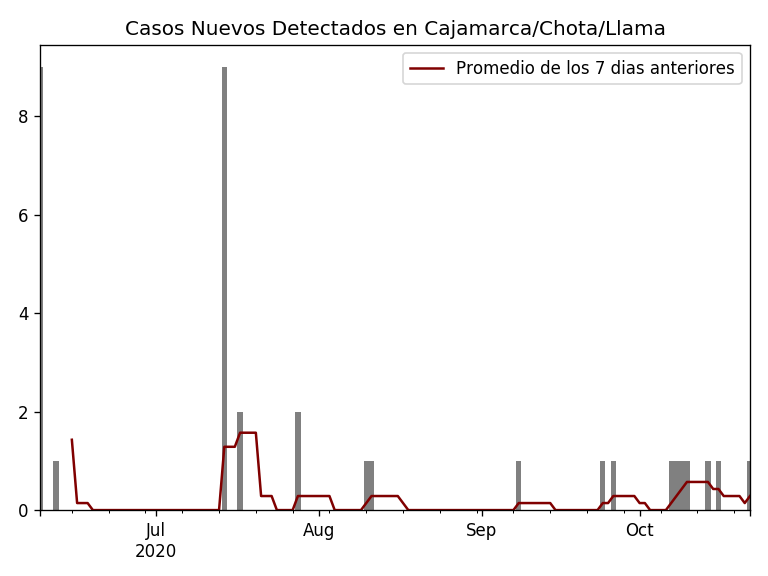 Casos Nuevos Detectados en Cajamarca/Chota/Llama
Promedio de los 7 dias anteriores
8
6
4
2
0
Jul
2020
Aug
Sep
Oct